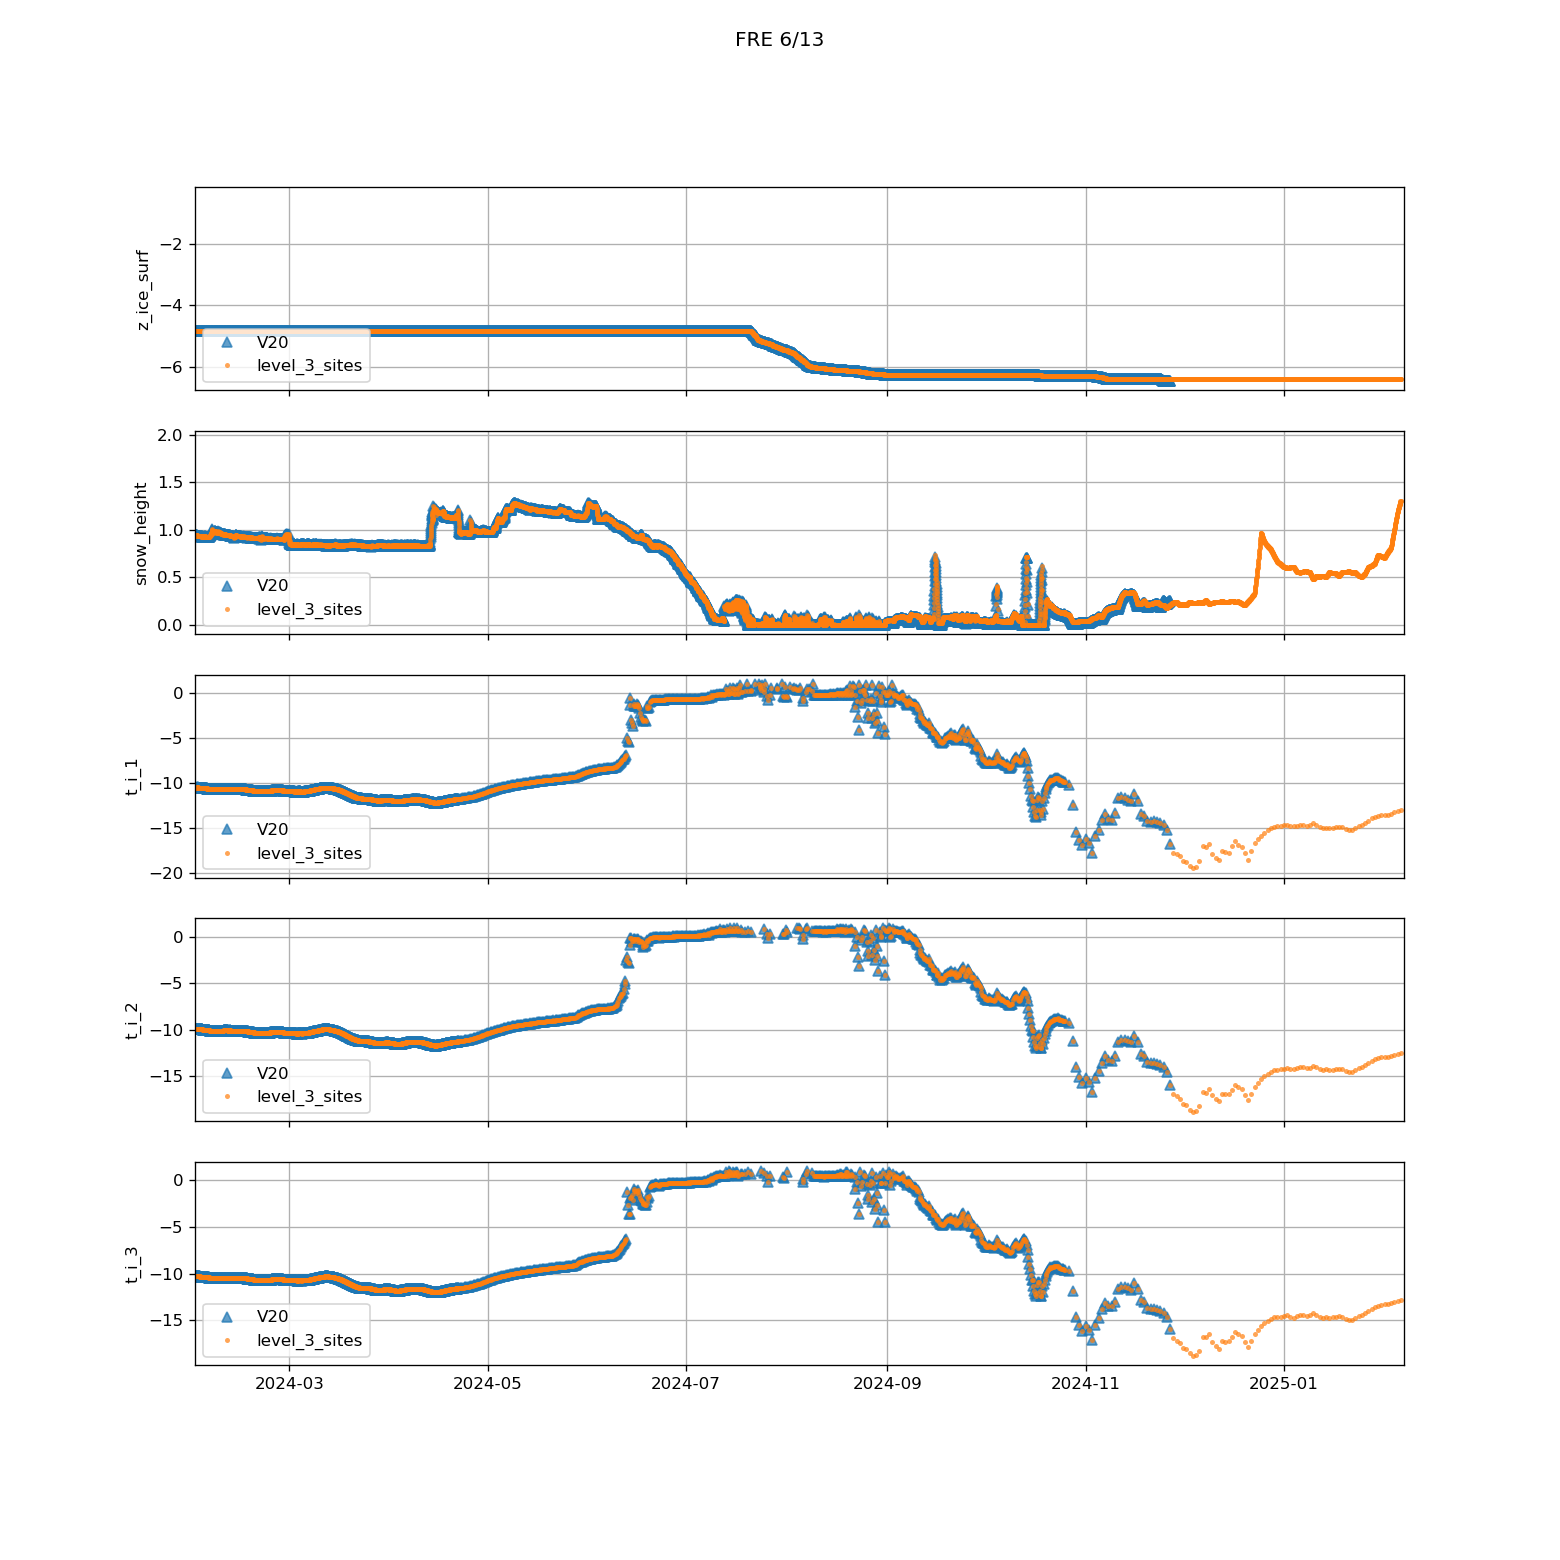 FRE 6/13
z_ice_surf
−2
−4
−6
V20
level_3_sites
snow_height
2.0
1.5
1.0
0.5
0.0
V20
level_3_sites
t_i_1
0
−5
−10
−15
−20
V20
level_3_sites
t_i_2
0
−5
−10
−15
V20
level_3_sites
t_i_3
0
−5
−10
−15
V20
level_3_sites
2024-03
2024-05
2024-07
2024-09
2024-11
2025-01